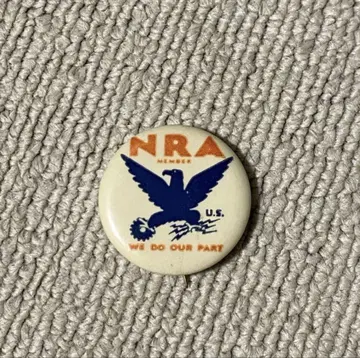 NRA
MEMBER
U.S.
WE DO OUR PART